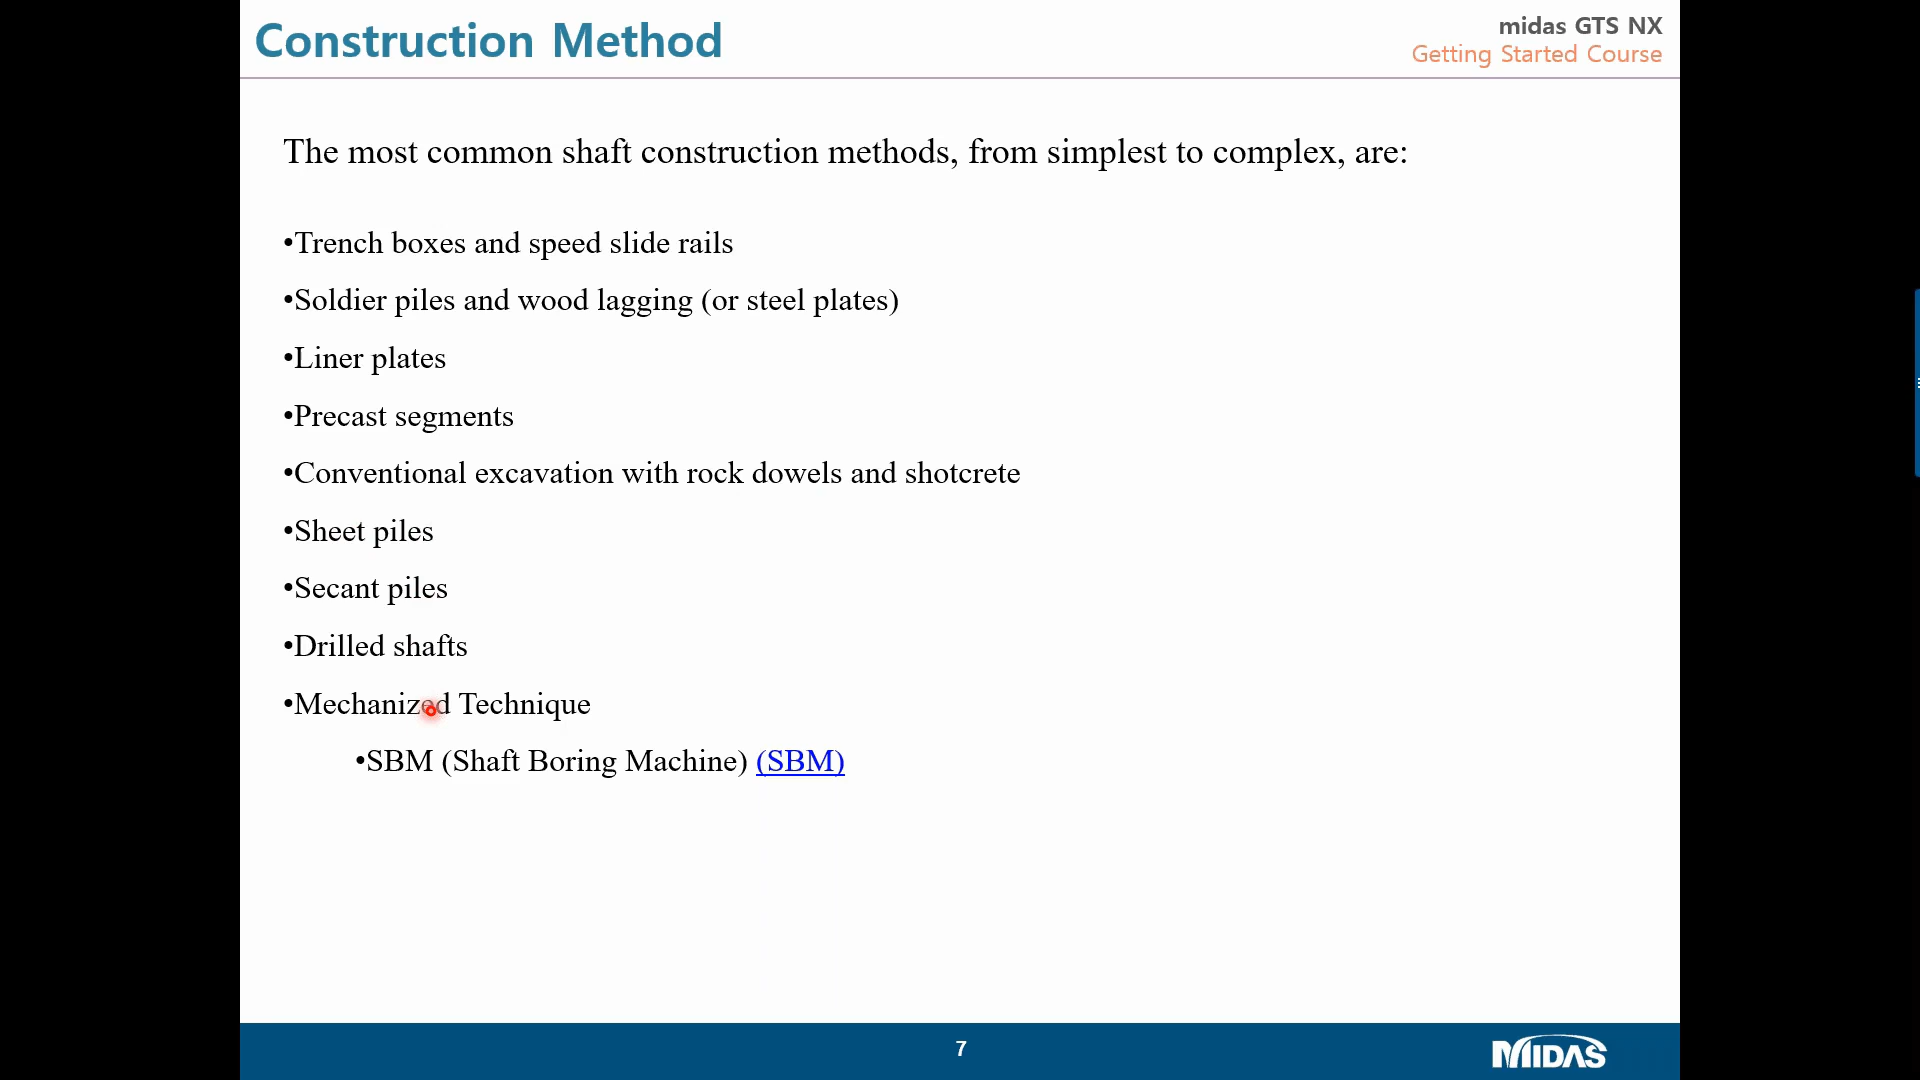 Construction Method
midas GTS NX
Getting Started Course
The most common shaft construction methods, from simplest to complex, are:
•Trench boxes and speed slide rails
•Soldier piles and wood lagging (or steel plates)
•Liner plates
•Precast segments
•Conventional excavation with rock dowels and shotcrete
•Sheet piles
•Secant piles
•Drilled shafts
•Mechanized Technique
•SBM (Shaft Boring Machine) (SBM)
7
MIDAS